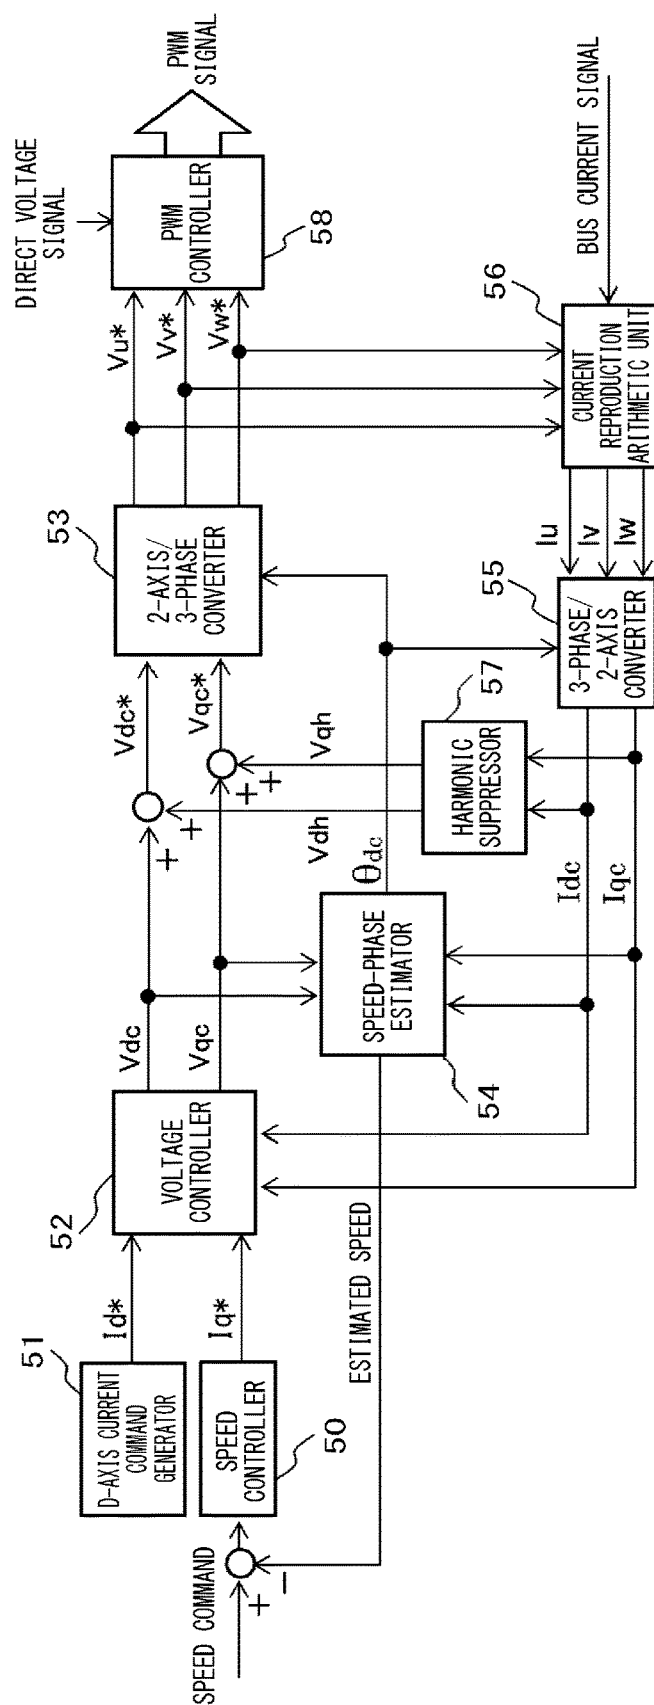 SPEED COMMAND
+
−
SPEED
CONTROLLER
50
D-AXIS CURRENT
COMMAND
GENERATOR
51
Id*
Iq*
VOLTAGE
CONTROLLER
52
Vdc
Vqc
ESTIMATED SPEED
SPEED-PHASE
ESTIMATOR
54
θdc
+
+
+
+
Vdh
Vqh
Vdc*
Vqc*
HARMONIC
SUPPRESSOR
57
Idc
Iqc
2-AXIS/
3-PHASE
CONVERTER
53
3-PHASE/
2-AXIS
CONVERTER
55
Iu
Iv
Iw
CURRENT
REPRODUCTION
ARITHMETIC UNIT
56
Vu*
Vv*
Vw*
DIRECT VOLTAGE
SIGNAL
PWM
CONTROLLER
58
PWM
SIGNAL
BUS CURRENT SIGNAL